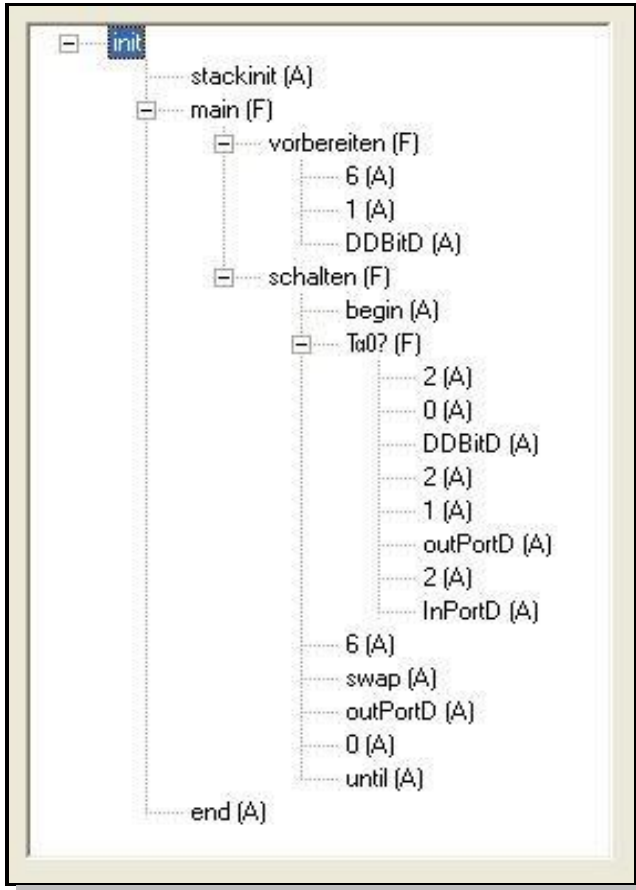 init
stackinit (A)
main (F)
vorbereiten (F)
6 (A)
1 (A)
DDBitD (A)
schalten (F)
begin (A)
Ta0? (F)
2 (A)
0 (A)
DDBitD (A)
2 (A)
1 (A)
outPortD (A)
2 (A)
InPortD (A)
6 (A)
swap (A)
outPortD (A)
0 (A)
until (A)
end (A)